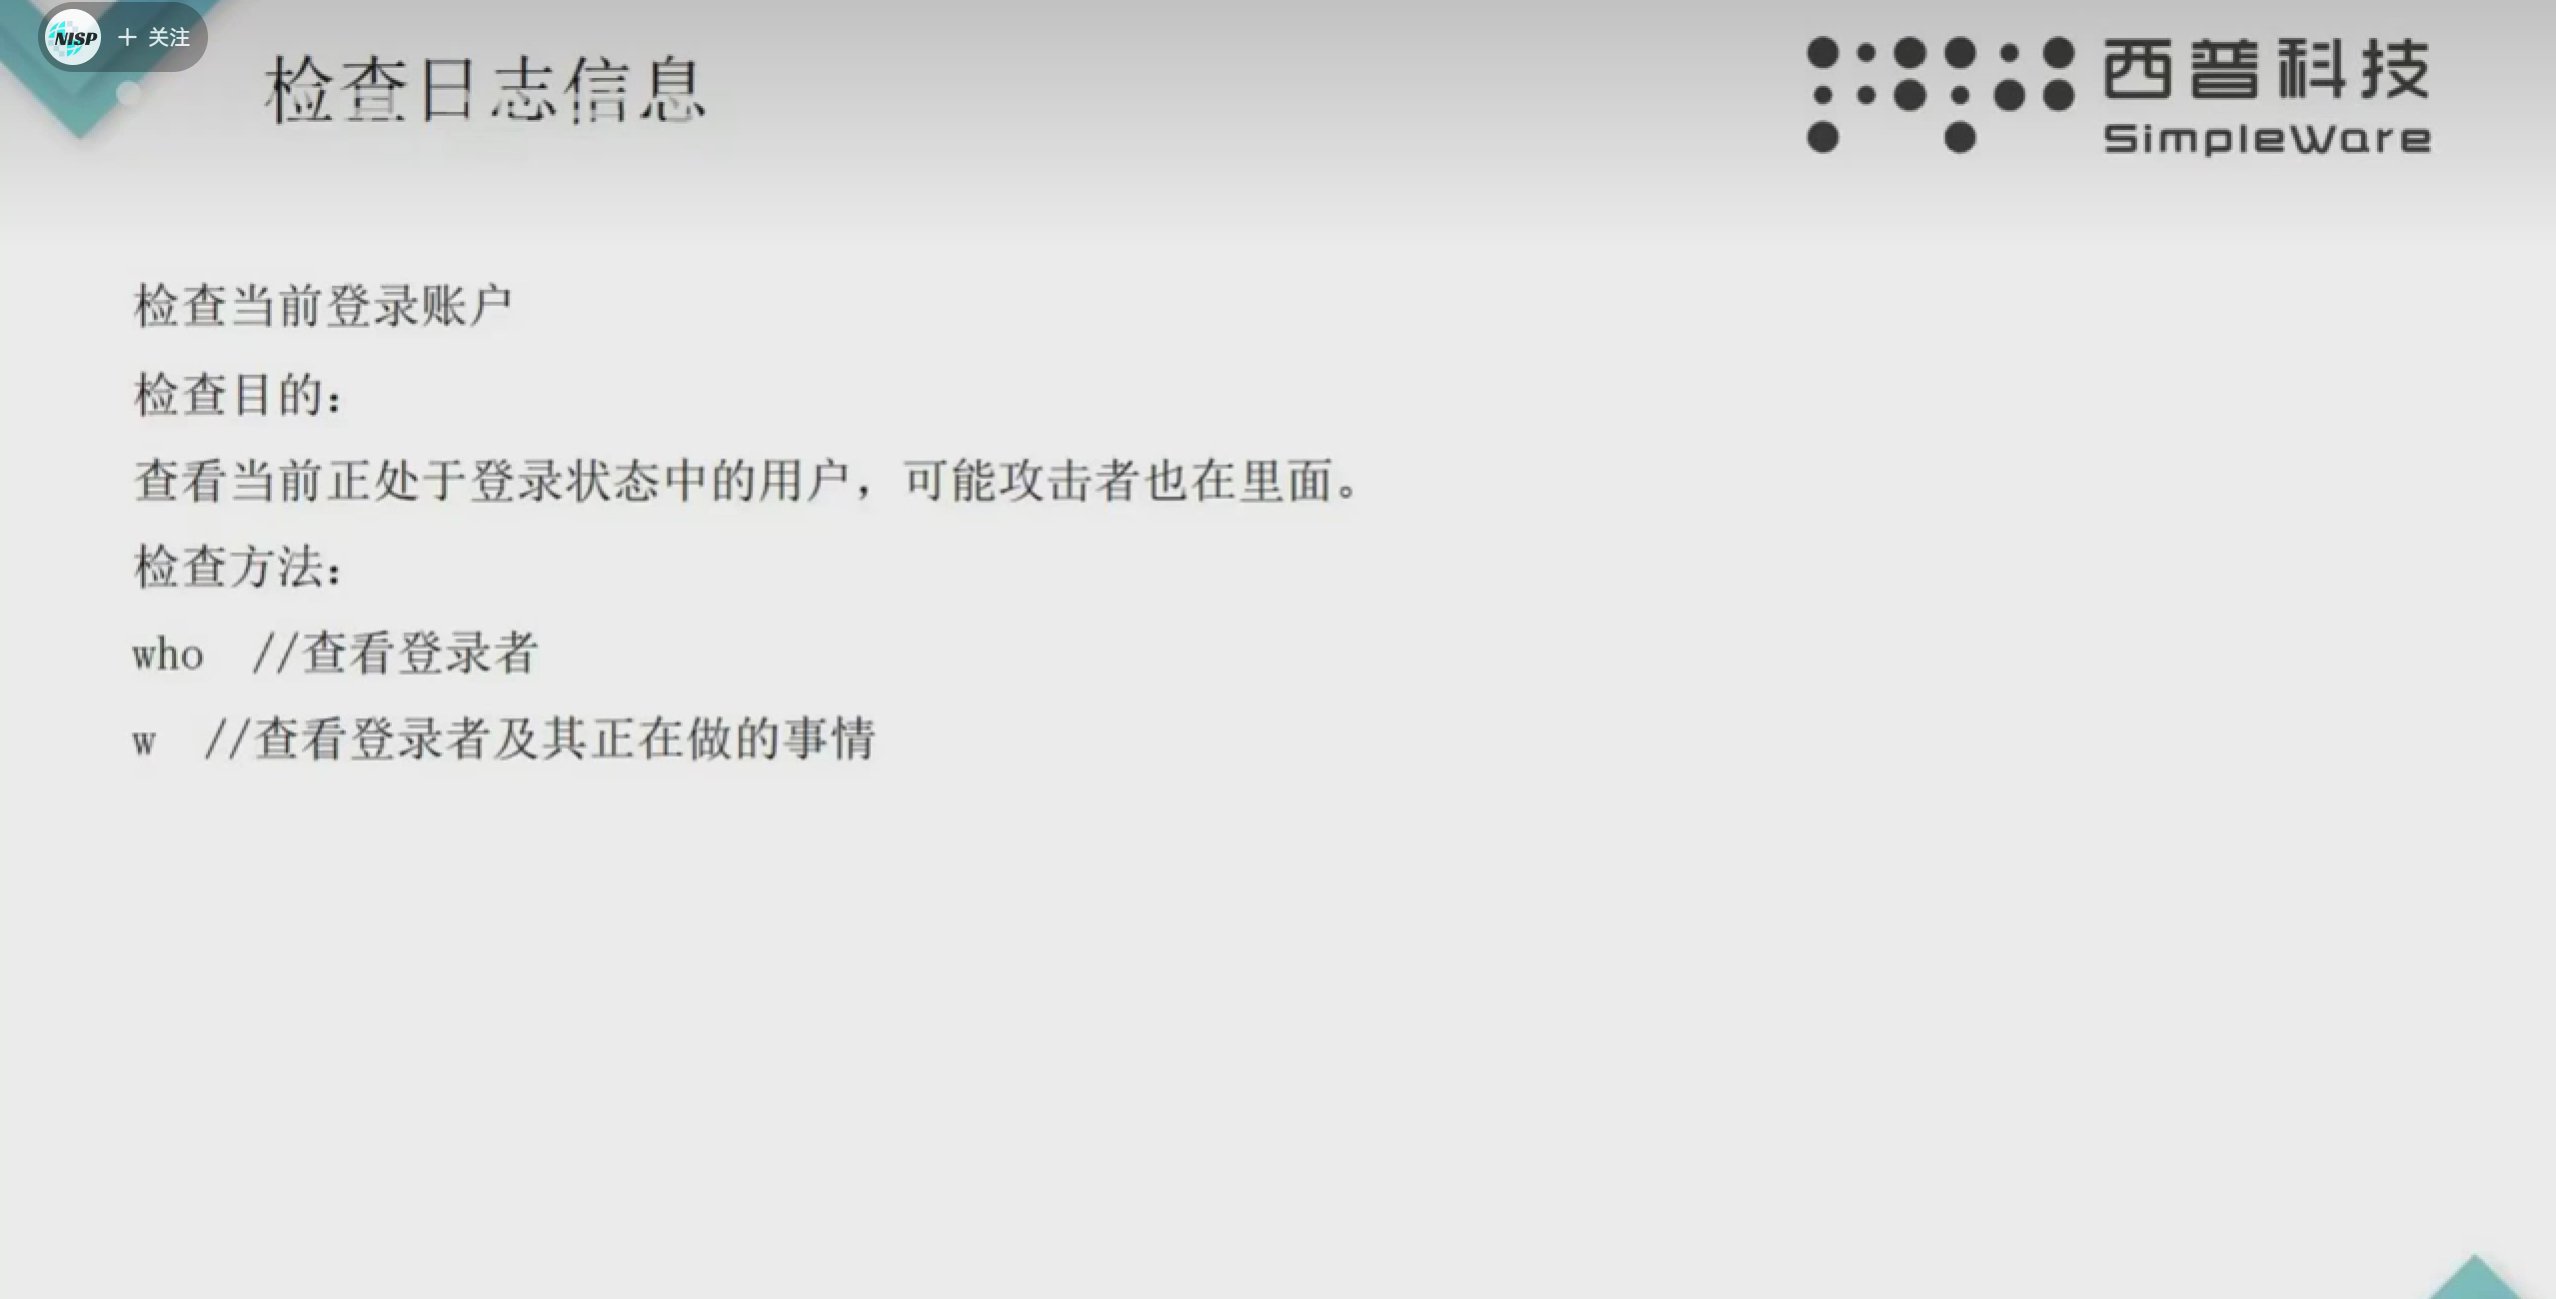 NISP + 关注
检查日志信息
西普科技
SimpleWare
检查当前登录账户
检查目的：
查看当前正处于登录状态中的用户，可能攻击者也在里面。
检查方法：
who //查看登录者
w //查看登录者及其正在做的事情